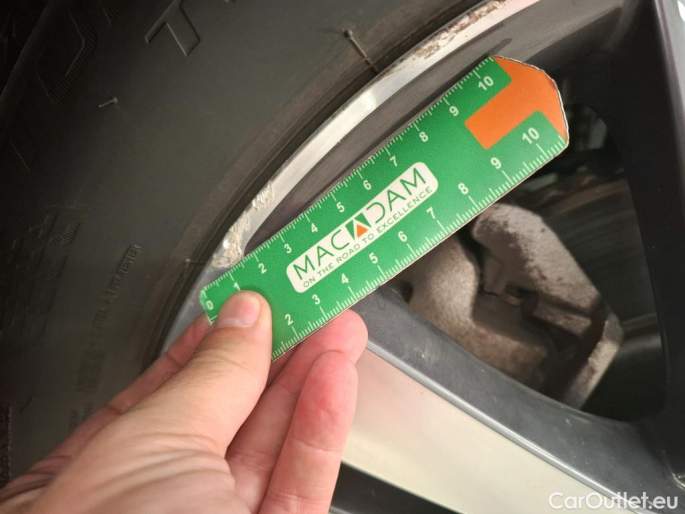 0 1 2 3 4 5 6 7 8 9 10
MACADAM
ON THE ROAD TO EXCELLENCE
2 3 4 5 6 7 8 9 10
CarOutlet.eu